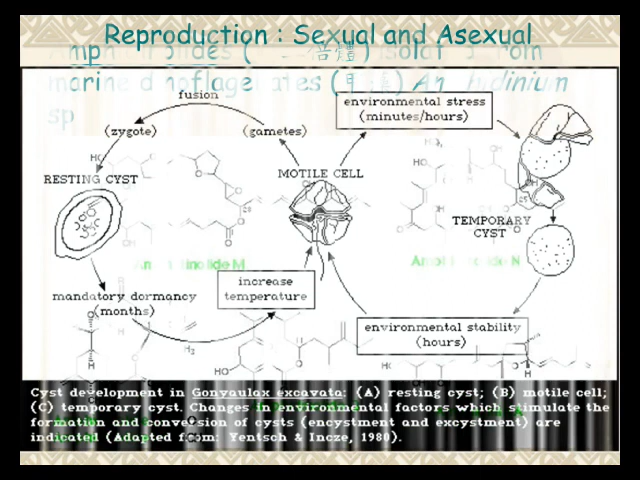 Reproduction : Sexual and Asexual
marine dinoflagellates
sp
fusion
(zygote)
(gametes)
environmental stress
(minutes/hours)
RESTING CYST
MOTILE CELL
TEMPORARY
CYST
increase
temperature
mandatory dormancy
(months)
environmental stability
(hours)
Cyst development in Gonyaulax excavata: (A) resting cyst; (B) motile cell;
(C) temporary cyst. Changes in environmental factors which stimulate the
formation and conversion of cysts (encystment and excystment) are
indicated (Adapted from: Yentsch & Incze, 1980).